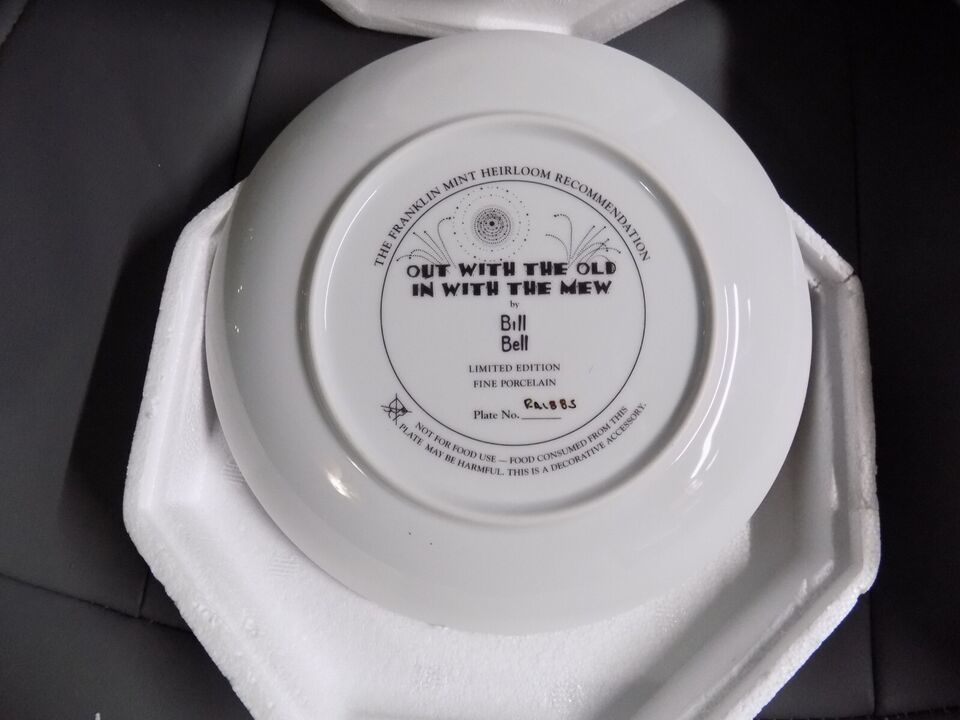 THE FRANKLIN MINT HEIRLOOM RECOMMENDATION
OUT WITH THE OLD
IN WITH THE MEW
by
Bill
Bell
LIMITED EDITION
FINE PORCELAIN
Plate No. RA1885
NOT FOR FOOD USE — FOOD CONSUMED FROM THIS
PLATE MAY BE HARMFUL. THIS IS A DECORATIVE ACCESSORY.